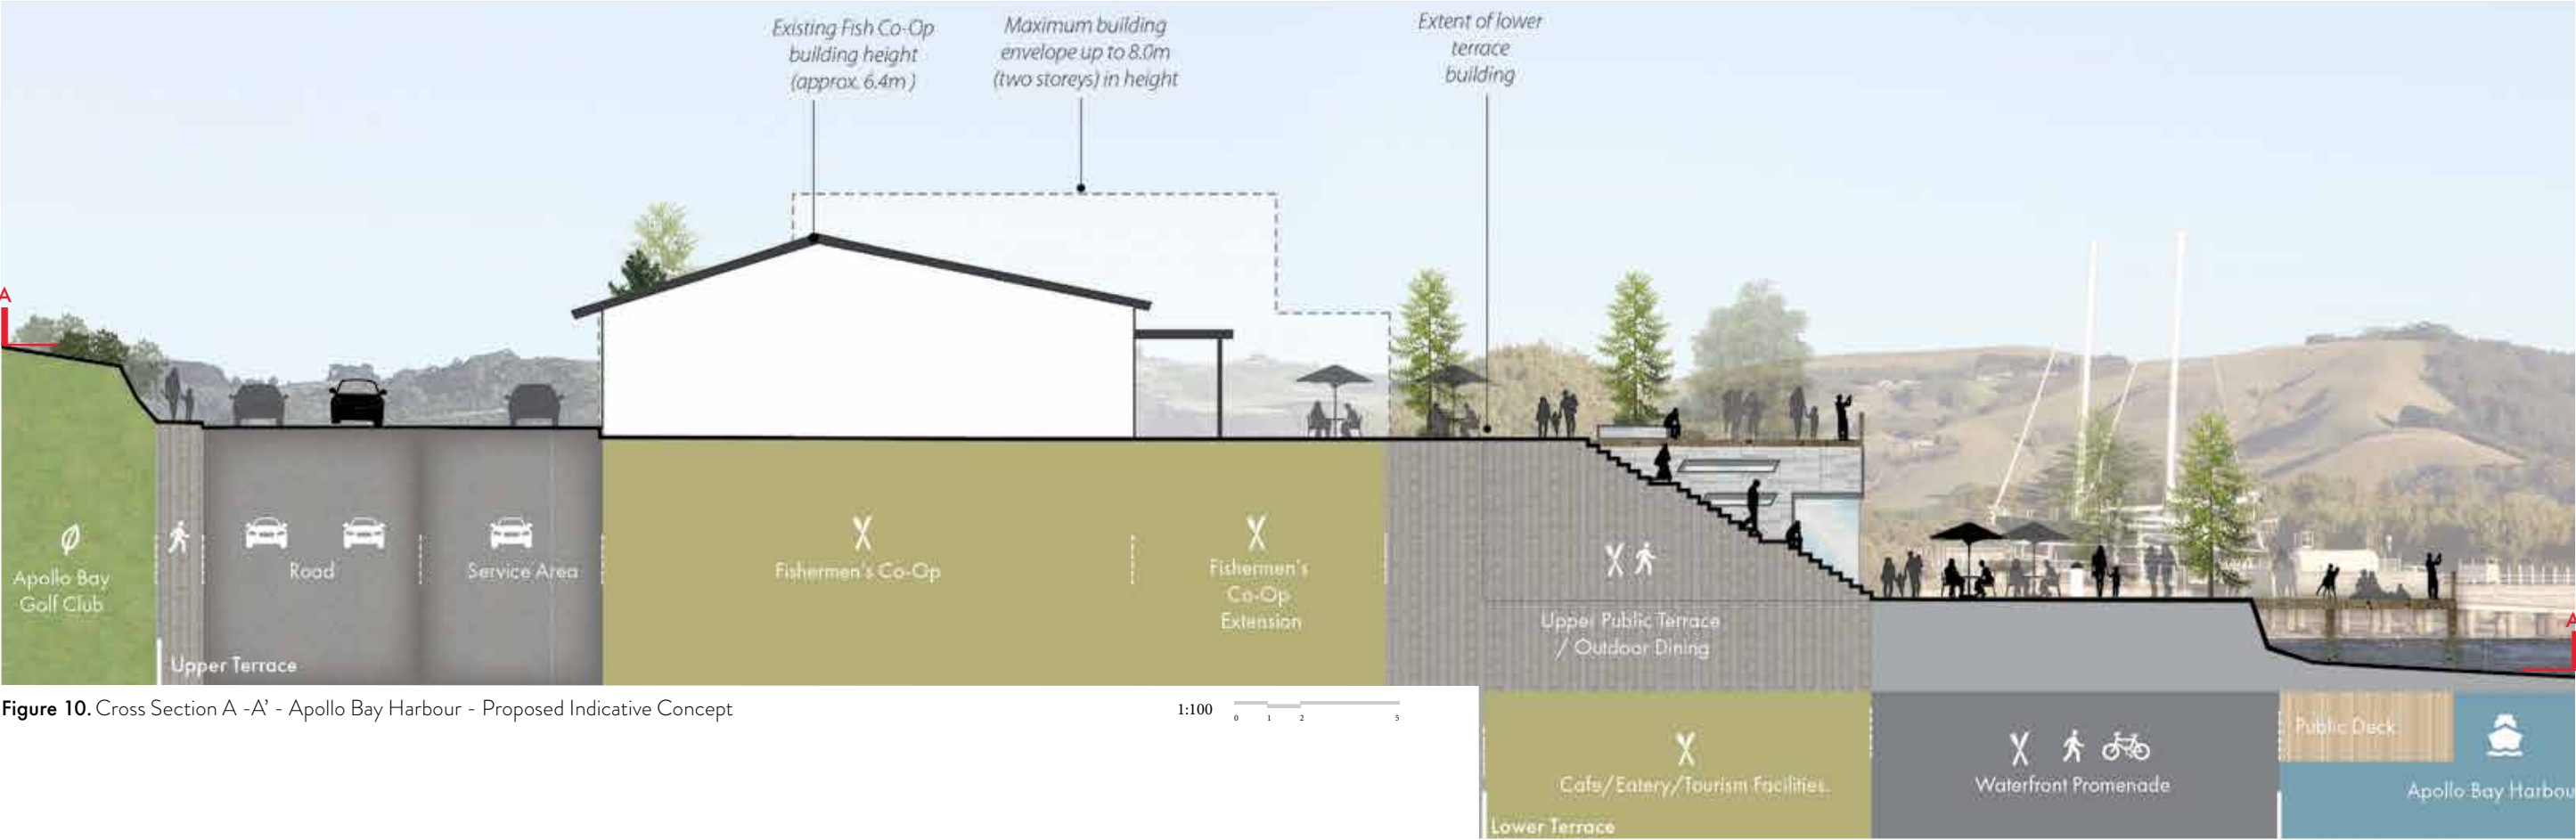 Existing Fish Co-Op
building height
(approx. 6.4m )
Maximum building
envelope up to 8.0m
(two storeys) in height
Extent of lower
terrace
building
A
Apollo Bay
Golf Club
Road
Service Area
Fishermen's Co-Op
Fishermen's
Co-Op
Extension
Upper Public Terrace
/ Outdoor Dining
Upper Terrace
A
Figure 10. Cross Section A -A' - Apollo Bay Harbour - Proposed Indicative Concept
1:100
0 1 2 5
Public Deck
Cafe/Eatery/Tourism Facilities.
Waterfront Promenade
Apollo Bay Harbou
Lower Terrace